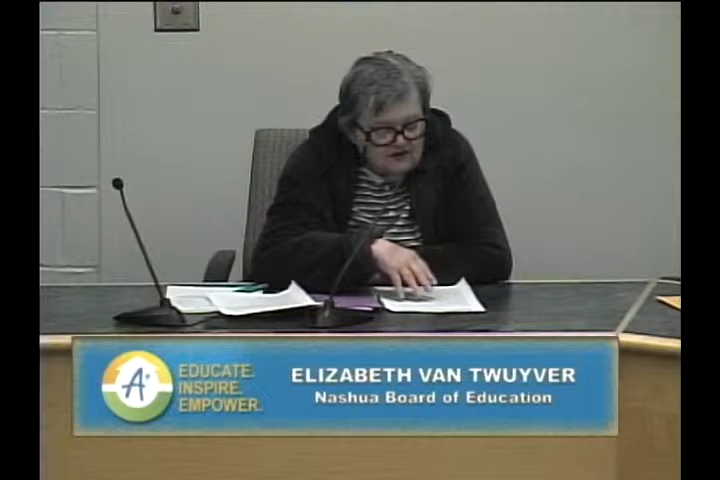 A+
EDUCATE.
INSPIRE.
EMPOWER.
ELIZABETH VAN TWUYVER
Nashua Board of Education